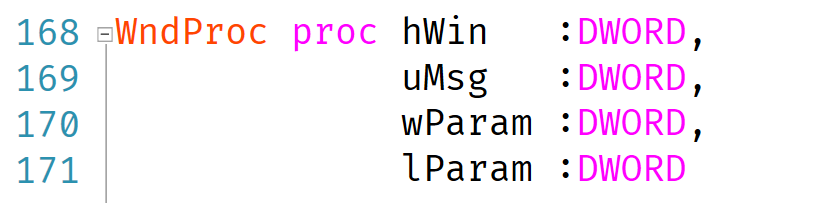 168 WndProc proc hWin   :DWORD,
169              uMsg   :DWORD,
170              wParam :DWORD,
171              lParam :DWORD